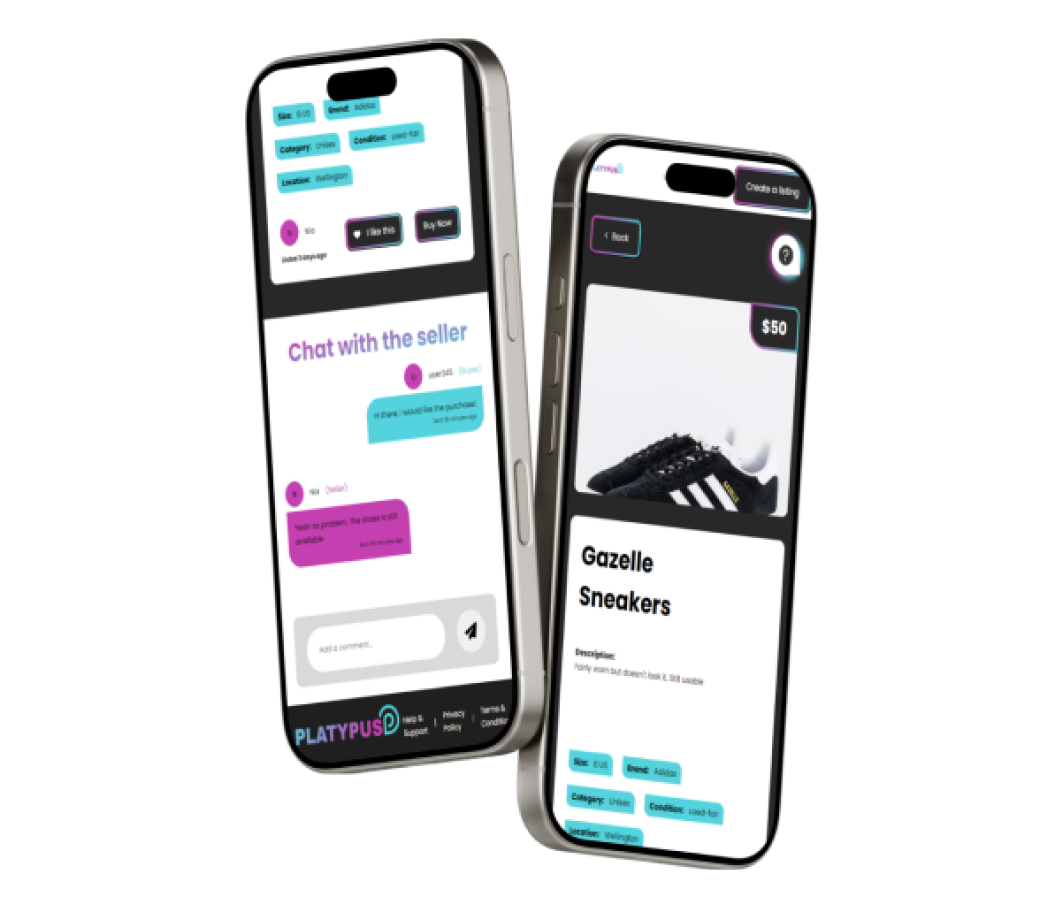 Size: 8 US
Brand: Adidas
Category: Unisex
Condition: used-fair
Location: Wellington
Nia
I like this
Buy Now
Listed 3 days ago
Chat with the seller
user345 (Buyer)
Hi there, I would like the purchase!
Sent 36 minutes ago
Nia (Seller)
Yeah no problem. The shoes is still
available
Sent 36 minutes ago
Add a comment...
PLATYPUS
Help &
Support
|
Privacy
Policy
|
Terms &
PLATYPUS
Create a listing
‹ Back
?
$50
GAZELLE
Gazelle
Sneakers
Description:
Fairly worn but doesn't look it. Still usable
Size: 8 US
Brand: Adidas
Category: Unisex
Condition: used-fair
Location: Wellington